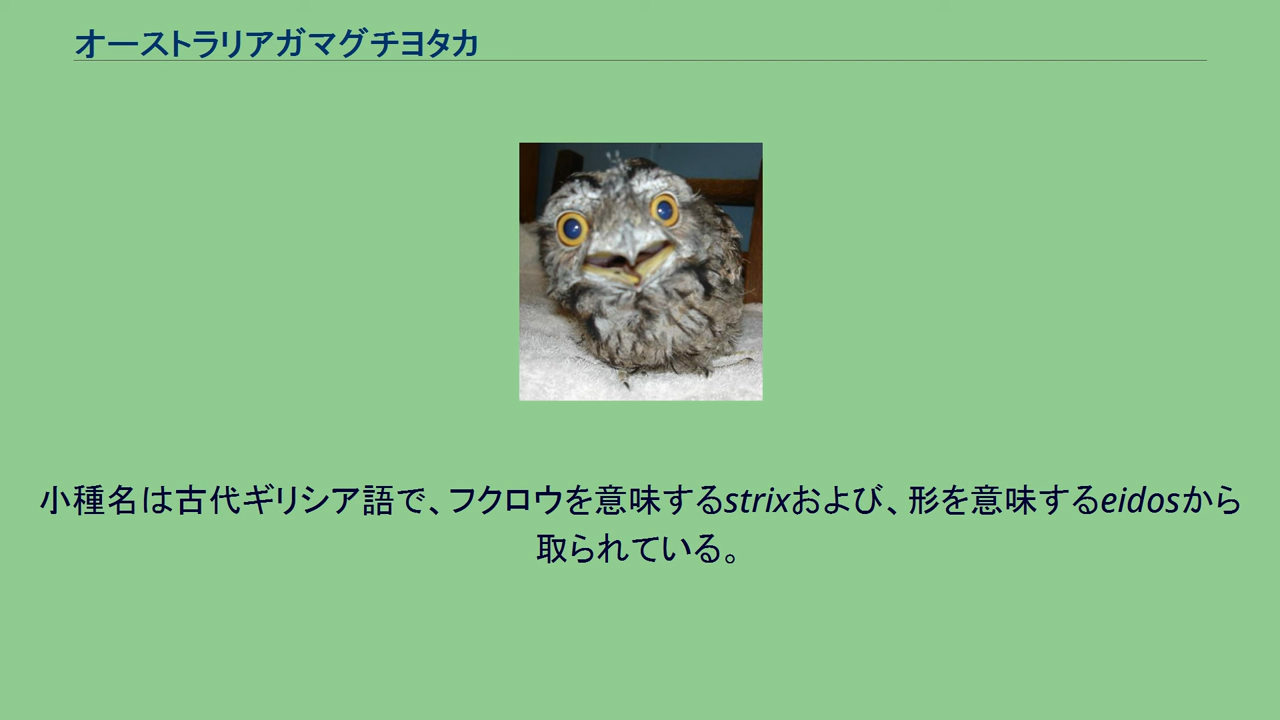 オーストラリアガマグチヨタカ
小種名は古代ギリシア語で、フクロウを意味するstrixおよび、形を意味するeidosから
取られている。